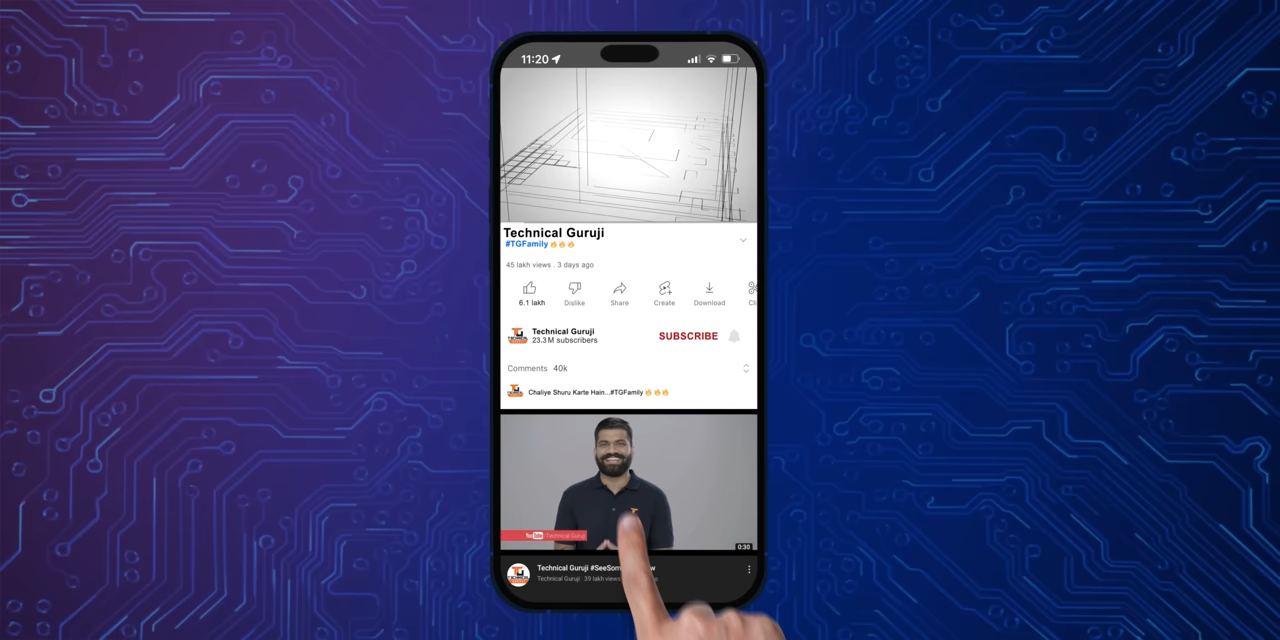 11:20
Technical Guruji
#TGFamily 🔥🔥🔥
45 lakh views . 3 days ago
6.1 lakh Dislike Share Create Download Cli
Technical Guruji
23.3 M subscribers
SUBSCRIBE
Comments 40k
Chaliye Shuru Karte Hain...#TGFamily 🔥🔥🔥
YouTube Technical Guruji
0:30
Technical Guruji #SeeSom
Technical Guruji · 39 lakh views